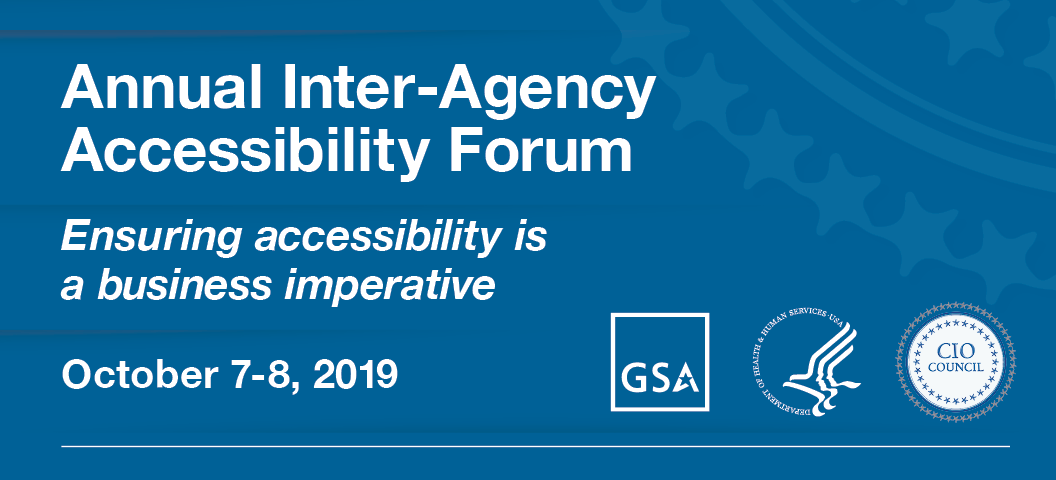 Annual Inter-Agency
Accessibility Forum
Ensuring accessibility is
a business imperative
October 7-8, 2019
GSA
DEPARTMENT OF HEALTH & HUMAN SERVICES·USA
CIO
COUNCIL